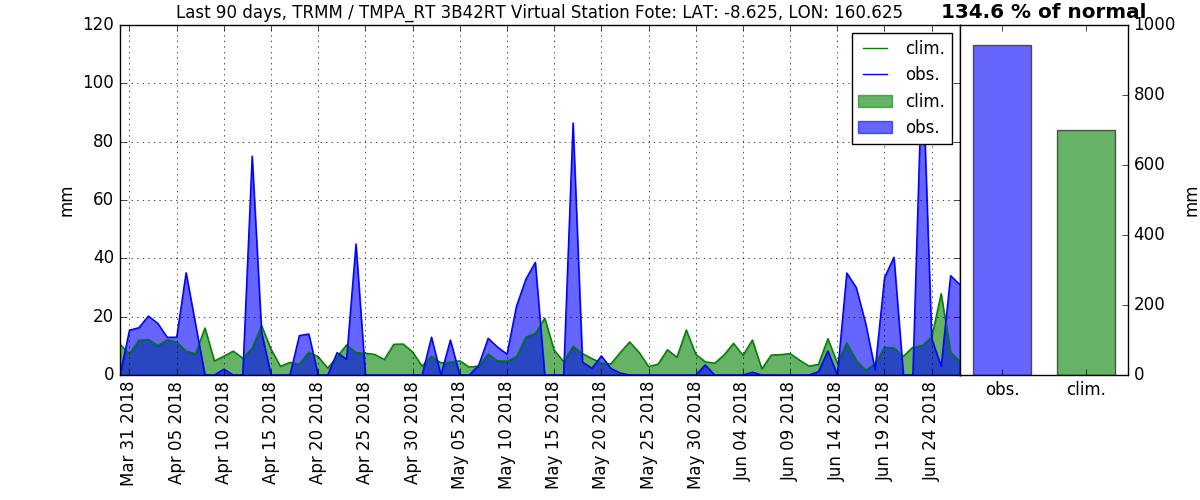 Last 90 days, TRMM / TMPA_RT 3B42RT Virtual Station Fote: LAT: -8.625, LON: 160.625
134.6 % of normal
120
100
80
60
40
20
0
mm
clim.
obs.
clim.
obs.
1000
800
600
400
200
0
mm
Mar 31 2018
Apr 05 2018
Apr 10 2018
Apr 15 2018
Apr 20 2018
Apr 25 2018
Apr 30 2018
May 05 2018
May 10 2018
May 15 2018
May 20 2018
May 25 2018
May 30 2018
Jun 04 2018
Jun 09 2018
Jun 14 2018
Jun 19 2018
Jun 24 2018
obs.
clim.